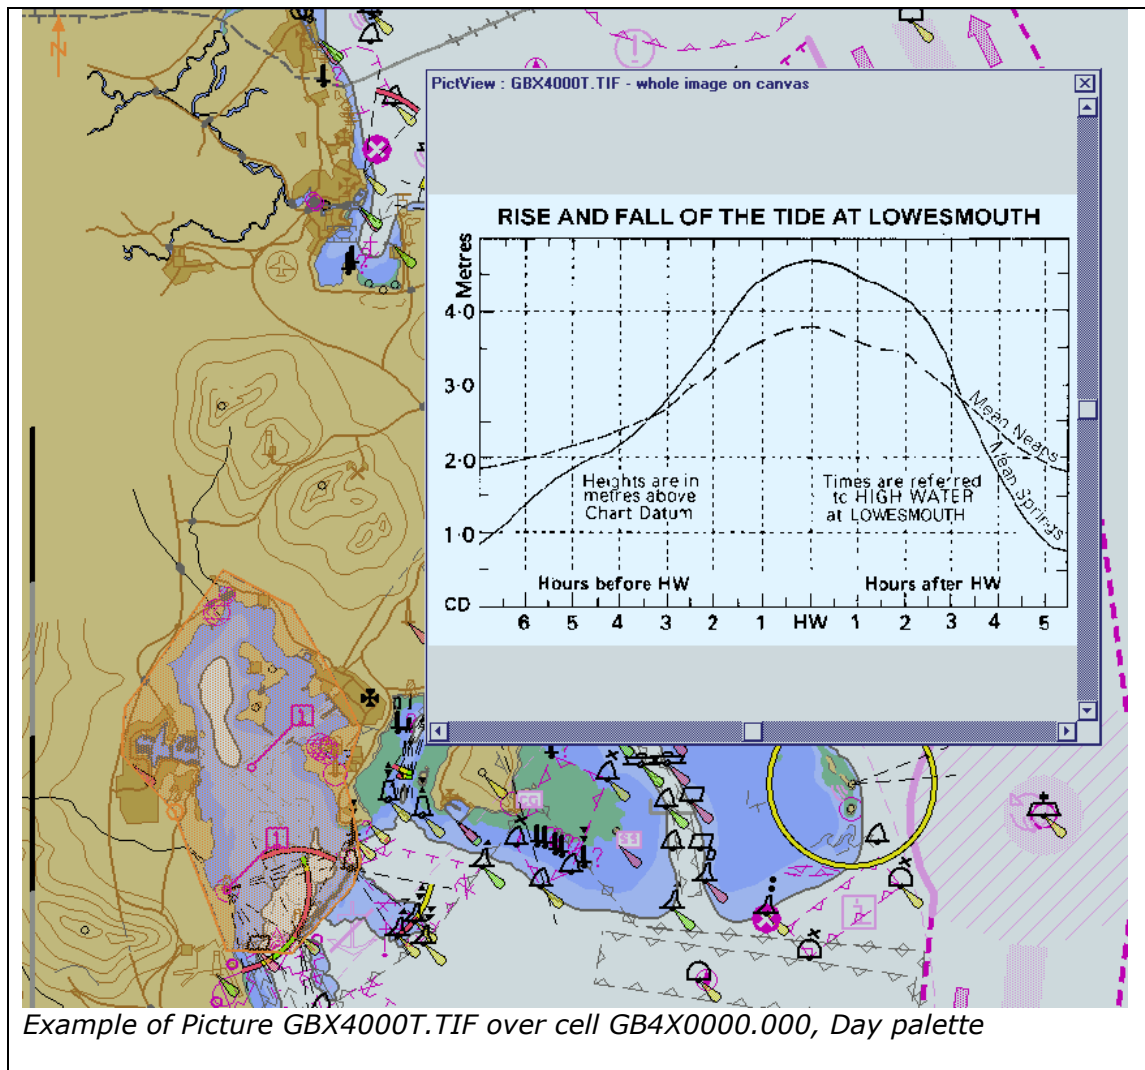 N
PictView : GBX4000T.TIF - whole image on canvas
RISE AND FALL OF THE TIDE AT LOWESMOUTH
Metres
4·0
3·0
2·0
1·0
CD
Mean Neaps
Mean Springs
Heights are in
metres above
Chart Datum
Times are referred
to HIGH WATER
at LOWESMOUTH
Hours before HW
Hours after HW
6 5 4 3 2 1 HW 1 2 3 4 5
1
1
?
?
Example of Picture GBX4000T.TIF over cell GB4X0000.000, Day palette